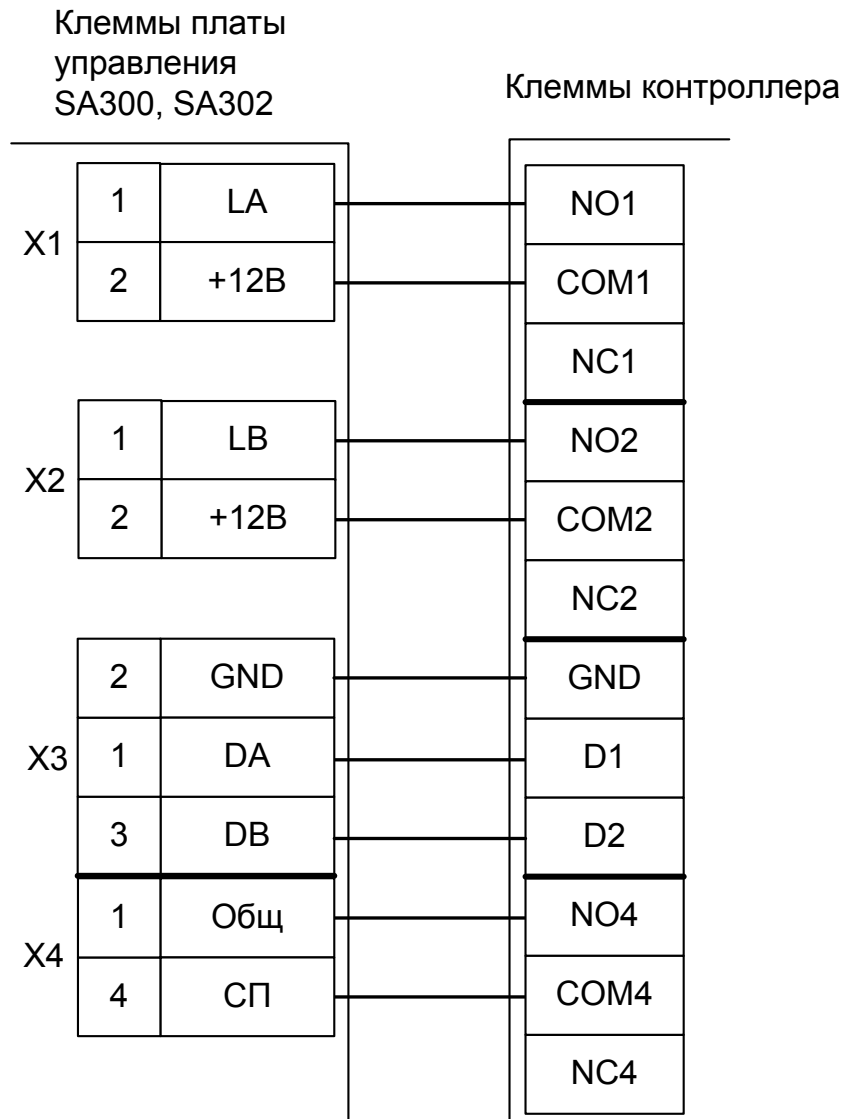 Клеммы платы
управления
SA300, SA302
Клеммы контроллера
X1
1 LA
2 +12В
X2
1 LB
2 +12В
X3
2 GND
1 DA
3 DB
X4
1 Общ
4 СП
NO1
COM1
NC1
NO2
COM2
NC2
GND
D1
D2
NO4
COM4
NC4